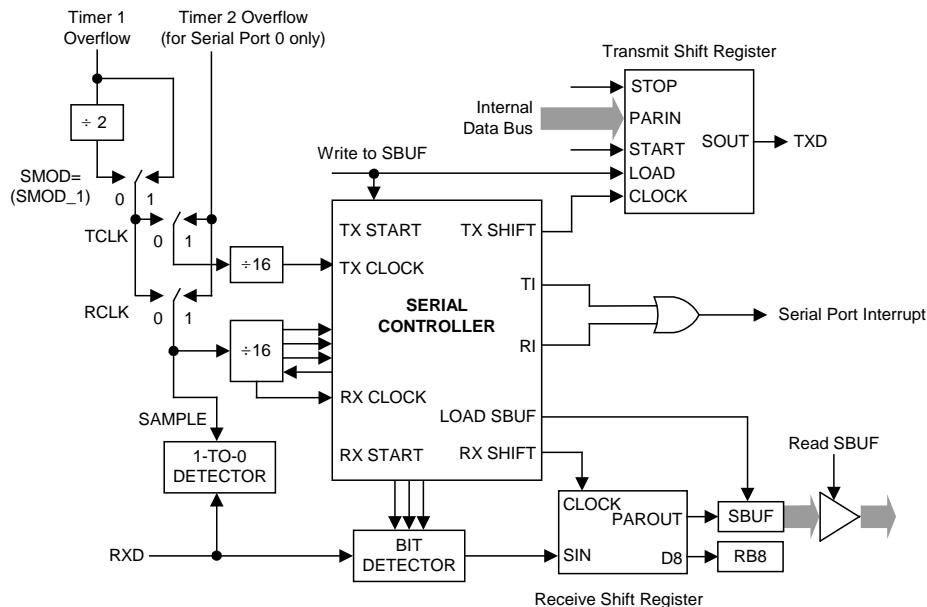 Timer 1
Overflow
Timer 2 Overflow
(for Serial Port 0 only)
÷ 2
SMOD=
(SMOD_1)
0 1
TCLK
0 1
RCLK
0 1
÷16
÷16
SAMPLE
1-TO-0
DETECTOR
RXD
Write to SBUF
TX START
TX SHIFT
TX CLOCK
TI
SERIAL
CONTROLLER
RI
RX CLOCK
LOAD SBUF
RX START
RX SHIFT
BIT
DETECTOR
Transmit Shift Register
Internal
Data Bus
STOP
PARIN
START
LOAD
CLOCK
SOUT
TXD
Serial Port Interrupt
CLOCK
PAROUT
SIN
D8
Receive Shift Register
SBUF
RB8
Read SBUF